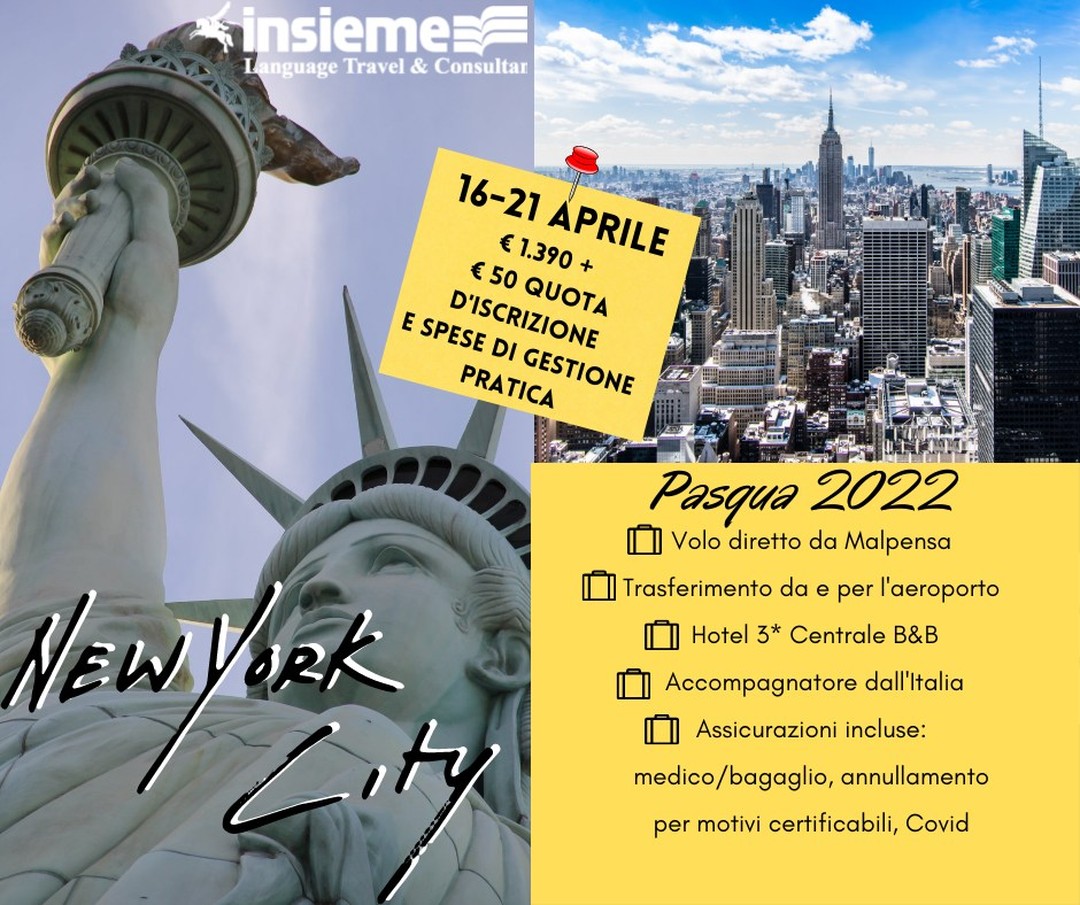 insieme
Language Travel & Consultan
16-21 APRILE
€ 1.390 +
€ 50 QUOTA
D'ISCRIZIONE
E SPESE DI GESTIONE
PRATICA
Pasqua 2022
Volo diretto da Malpensa
Trasferimento da e per l'aeroporto
Hotel 3* Centrale B&B
Accompagnatore dall'Italia
Assicurazioni incluse:
medico/bagaglio, annullamento
per motivi certificabili, Covid
New York
City